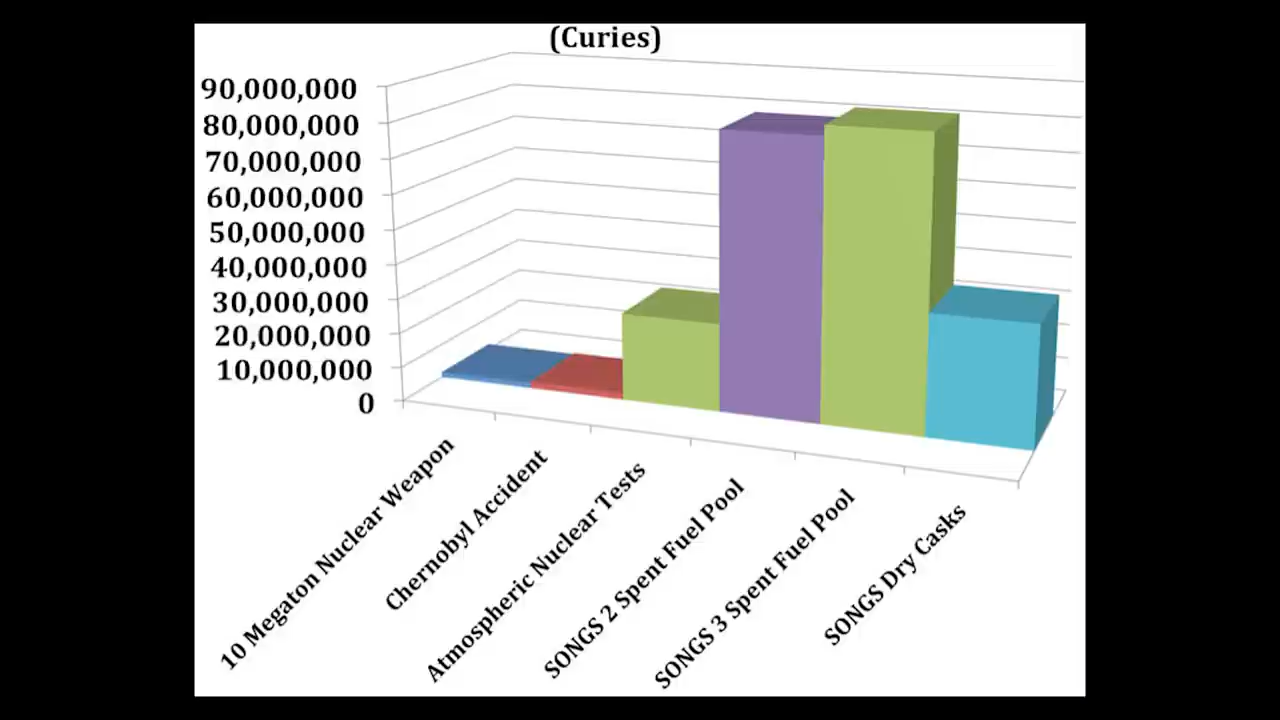 (Curies)
90,000,000
80,000,000
70,000,000
60,000,000
50,000,000
40,000,000
30,000,000
20,000,000
10,000,000
0
10 Megaton Nuclear Weapon
Chernobyl Accident
Atmospheric Nuclear Tests
SONGS 2 Spent Fuel Pool
SONGS 3 Spent Fuel Pool
SONGS Dry Casks